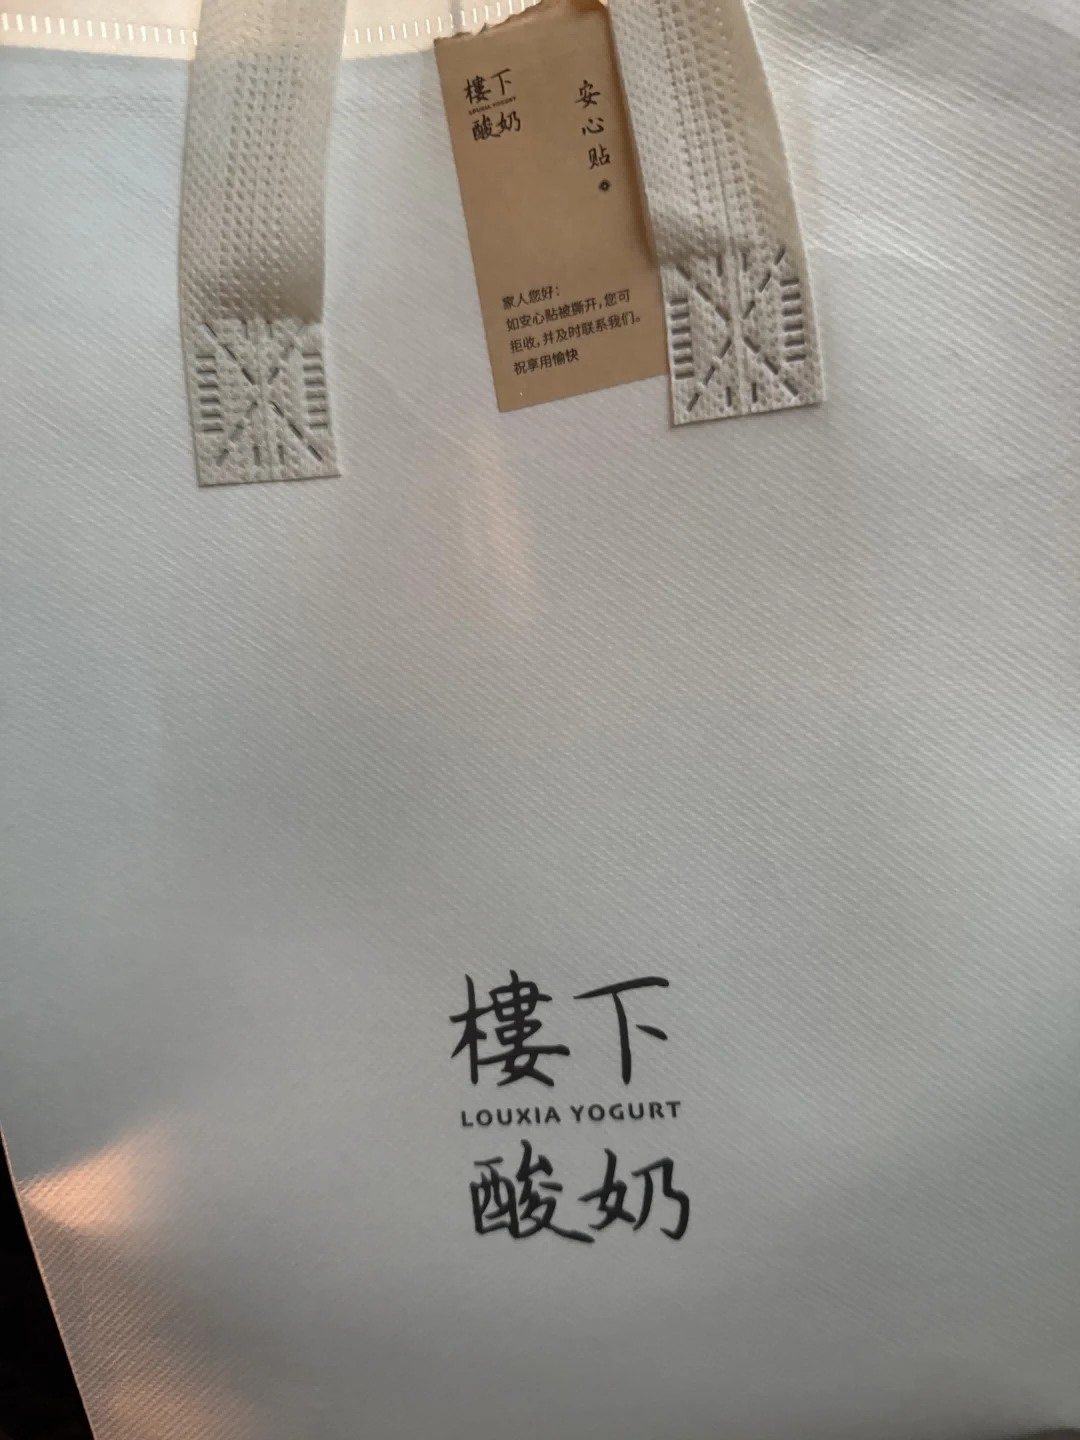 樓下
LOUXIA YOGURT
酸奶
安心贴
家人您好：
如安心贴被撕开，您可
拒收，并及时联系我们。
祝享用愉快
樓下
LOUXIA YOGURT
酸奶